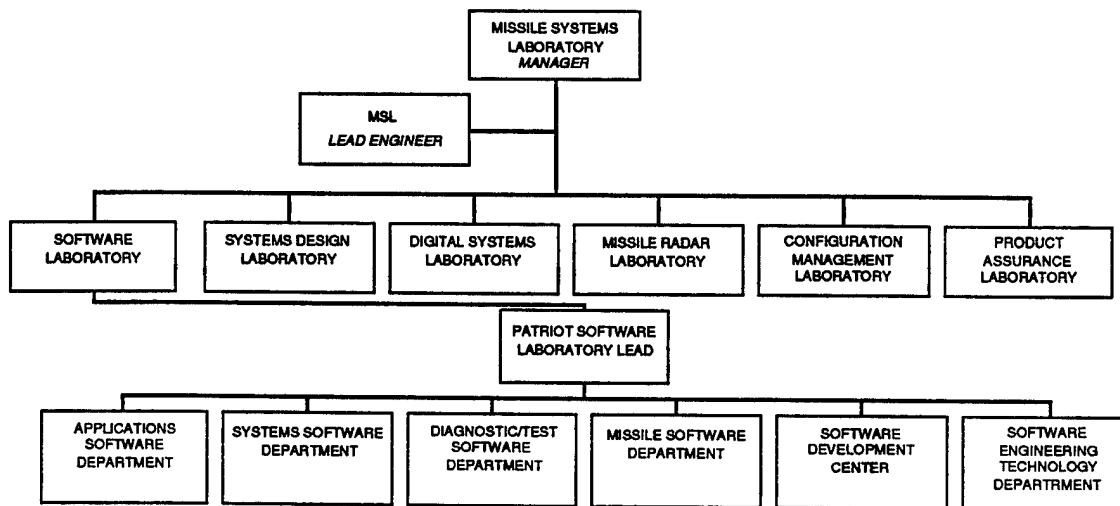 MISSILE SYSTEMS
LABORATORY
MANAGER
MSL
LEAD ENGINEER
SOFTWARE
LABORATORY
SYSTEMS DESIGN
LABORATORY
DIGITAL SYSTEMS
LABORATORY
MISSILE RADAR
LABORATORY
CONFIGURATION
MANAGEMENT
LABORATORY
PRODUCT
ASSURANCE
LABORATORY
PATRIOT SOFTWARE
LABORATORY LEAD
APPLICATIONS
SOFTWARE
DEPARTMENT
SYSTEMS SOFTWARE
DEPARTMENT
DIAGNOSTIC/TEST
SOFTWARE
DEPARTMENT
MISSILE SOFTWARE
DEPARTMENT
SOFTWARE
DEVELOPMENT
CENTER
SOFTWARE
ENGINEERING
TECHNOLOGY
DEPARTRMENT